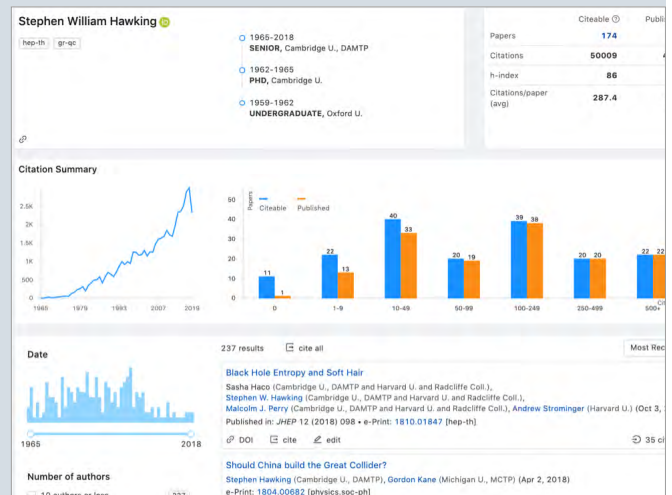 Stephen William Hawking iD
hep-th gr-qc
1965-2018
SENIOR, Cambridge U., DAMTP
1962-1965
PHD, Cambridge U.
1959-1962
UNDERGRADUATE, Oxford U.
Citeable
Papers 174
Citations 50009
h-index 86
Citations/paper (avg) 287.4
Citation Summary
2.5K
2K
1.5K
1K
500
0
1965 1979 1993 2007 2019
Papers
Citeable Published
50
40
30
20
10
0
11 1 22 13 40 33 20 19 39 38 20 20 22 22
0 1-9 10-49 50-99 100-249 250-499 500+
Date
1965 2018
Number of authors
10 authors or less
237 results cite all
Black Hole Entropy and Soft Hair
Sasha Haco (Cambridge U., DAMTP and Harvard U. and Radcliffe Coll.),
Stephen W. Hawking (Cambridge U., DAMTP and Harvard U. and Radcliffe Coll.),
Malcolm J. Perry (Cambridge U., DAMTP and Harvard U. and Radcliffe Coll.), Andrew Strominger (Harvard U.) (Oct 3,
Published in: JHEP 12 (2018) 098 • e-Print: 1810.01847 [hep-th]
DOI cite edit 35
Should China build the Great Collider?
Stephen Hawking (Cambridge U., DAMTP), Gordon Kane (Michigan U., MCTP) (Apr 2, 2018)
e-Print: 1804.00682 [physics.soc-ph]